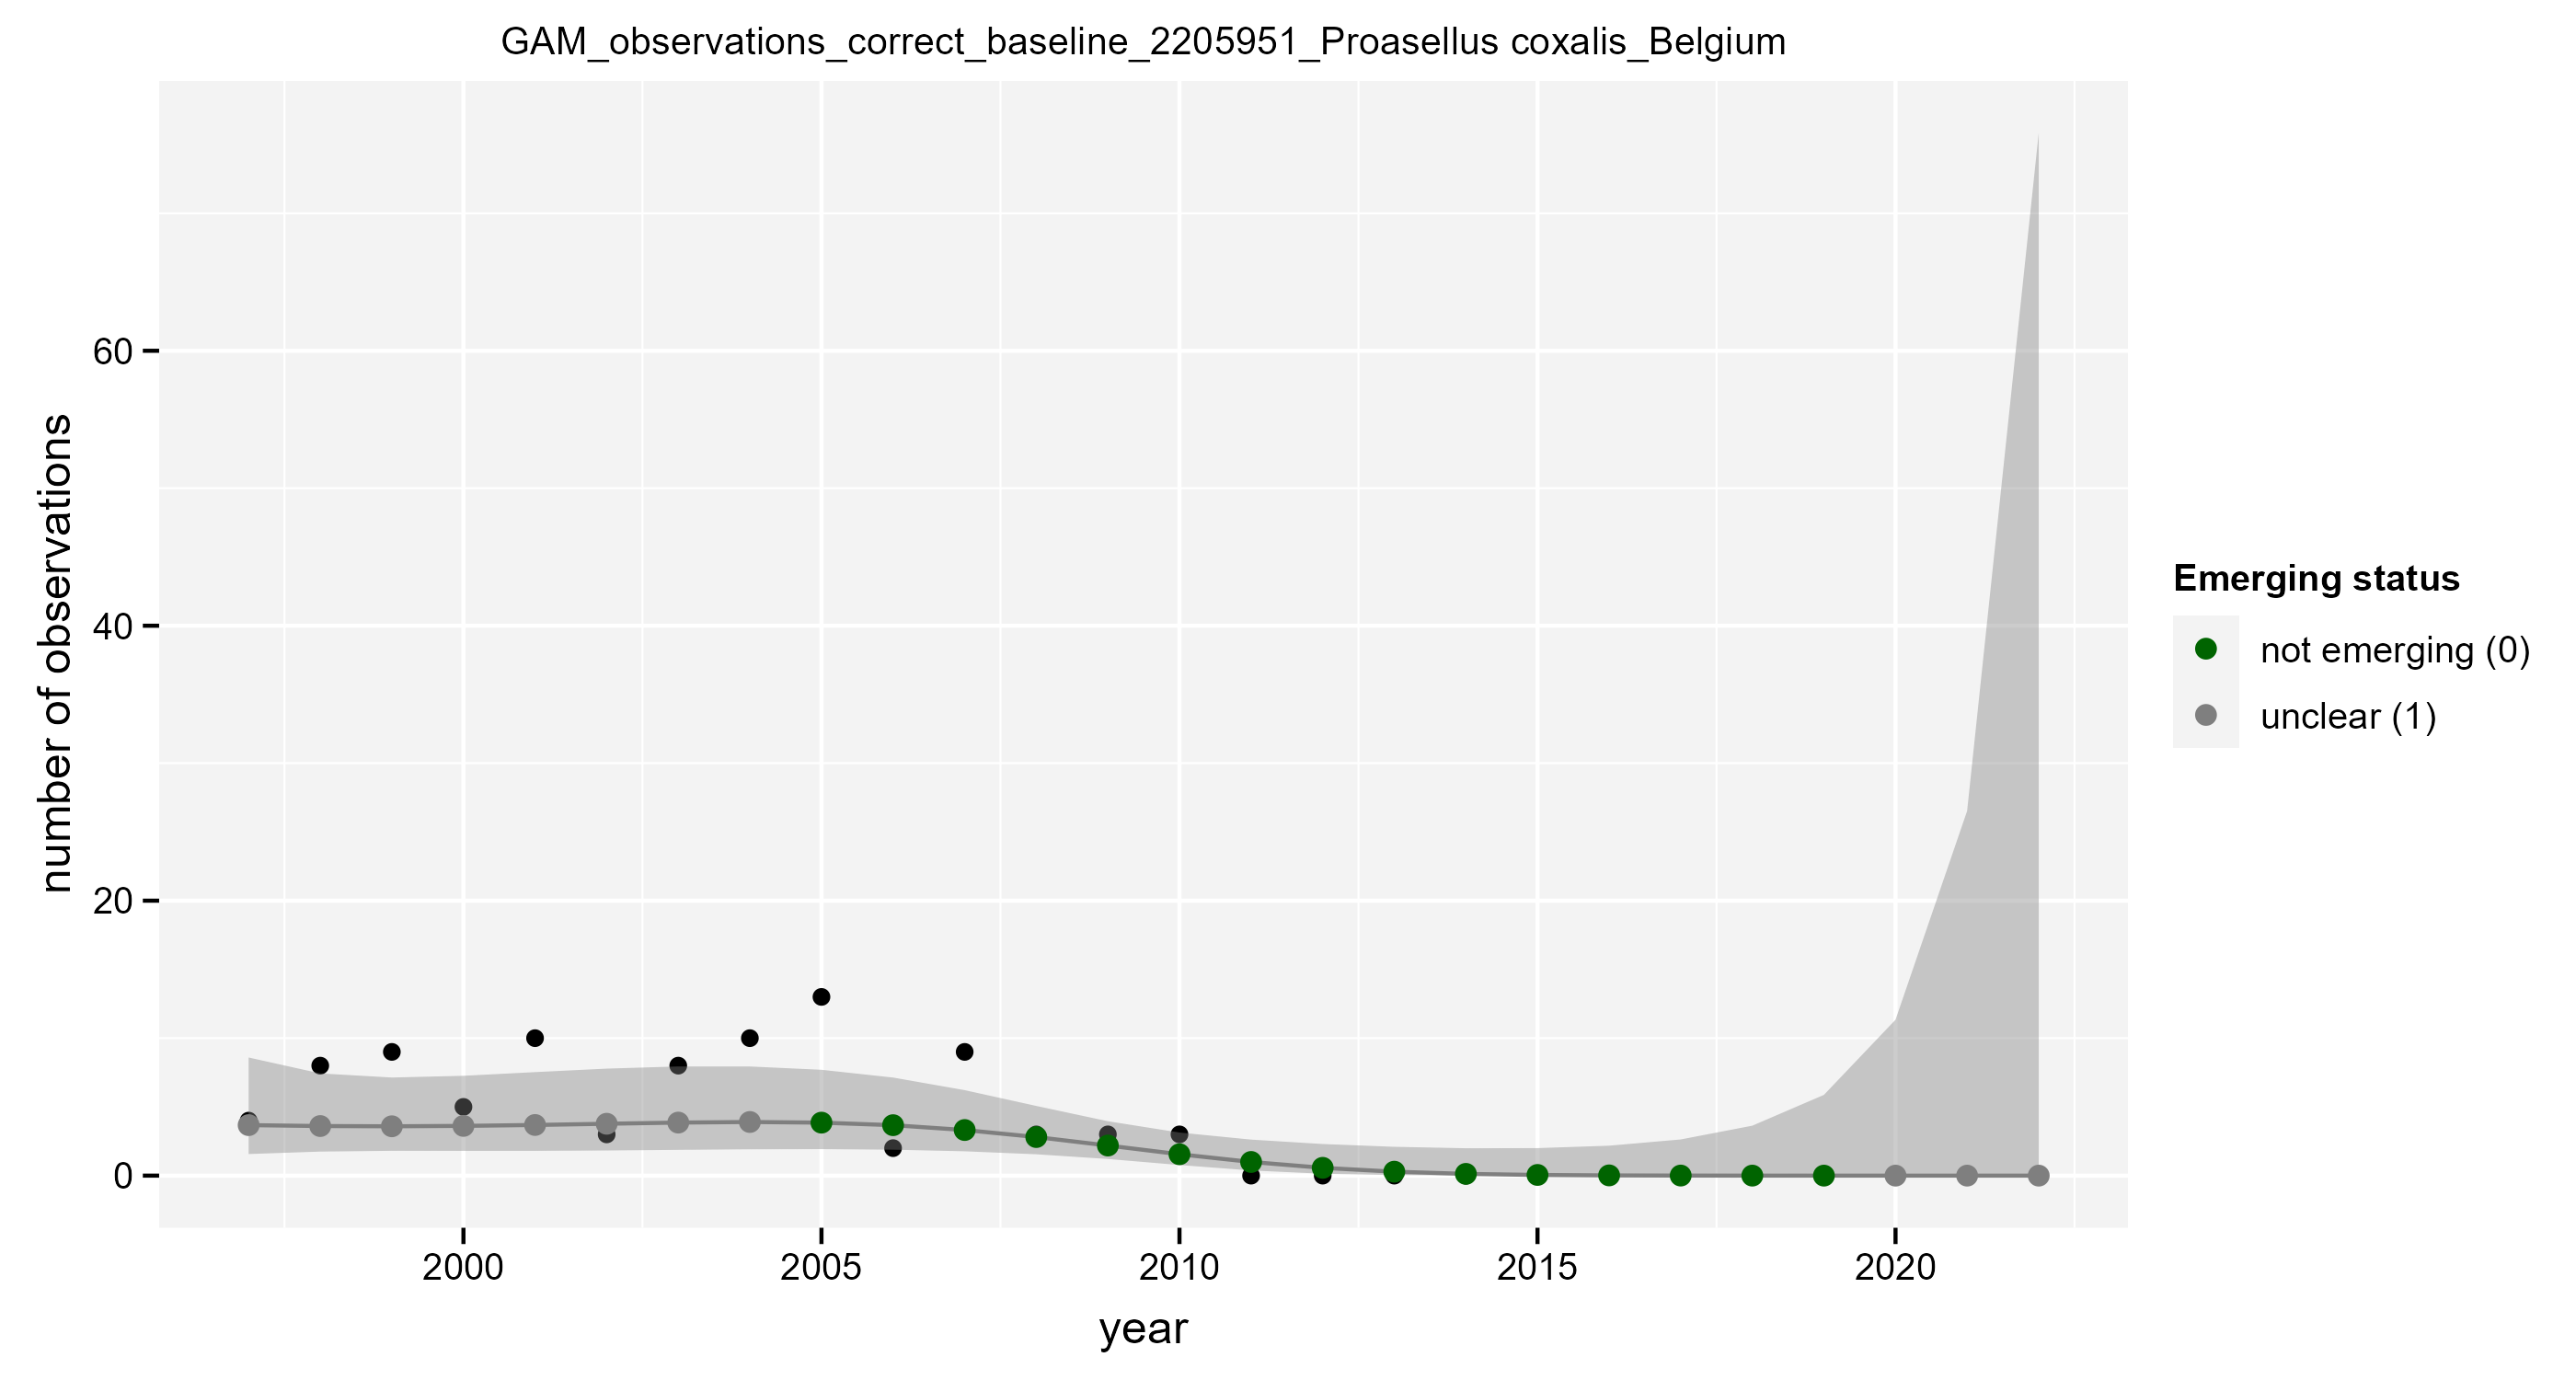 GAM_observations_correct_baseline_2205951_Proasellus coxalis_Belgium
number of observations
60
40
20
0
2000
2005
2010
2015
2020
year
Emerging status
not emerging (0)
unclear (1)